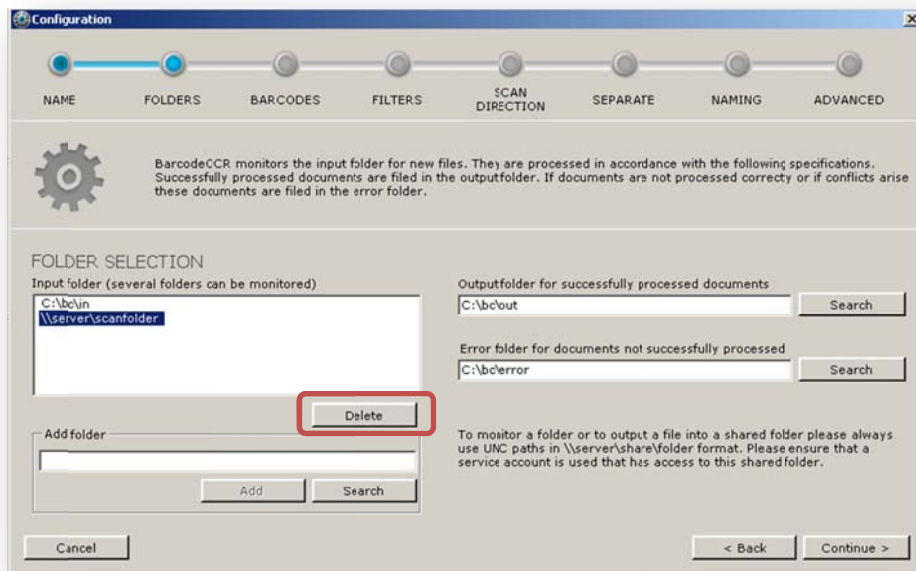 Configuration
NAME
FOLDERS
BARCODES
FILTERS
SCAN
DIRECTION
SEPARATE
NAMING
ADVANCED
BarcodeCCR monitors the input folder for new files. They are processed in accordance with the following specifications.
Successfully processed documents are filed in the outputfolder. If documents are not processed correcty or if conflicts arise
these documents are filed in the error folder.
FOLDER SELECTION
Input folder (several folders can be monitored)
C:\bc\in
\\server\scanfolder
Delete
Add folder
Add
Search
Outputfolder for successfully processed documents
C:\bc\out
Search
Error folder for documents not successfully processed
C:\bc\error
Search
To monitor a folder or to output a file into a shared folder please always
use UNC paths in \\server\share\folder format. Please ensure that a
service account is used that has access to this shared folder.
Cancel
< Back
Continue >